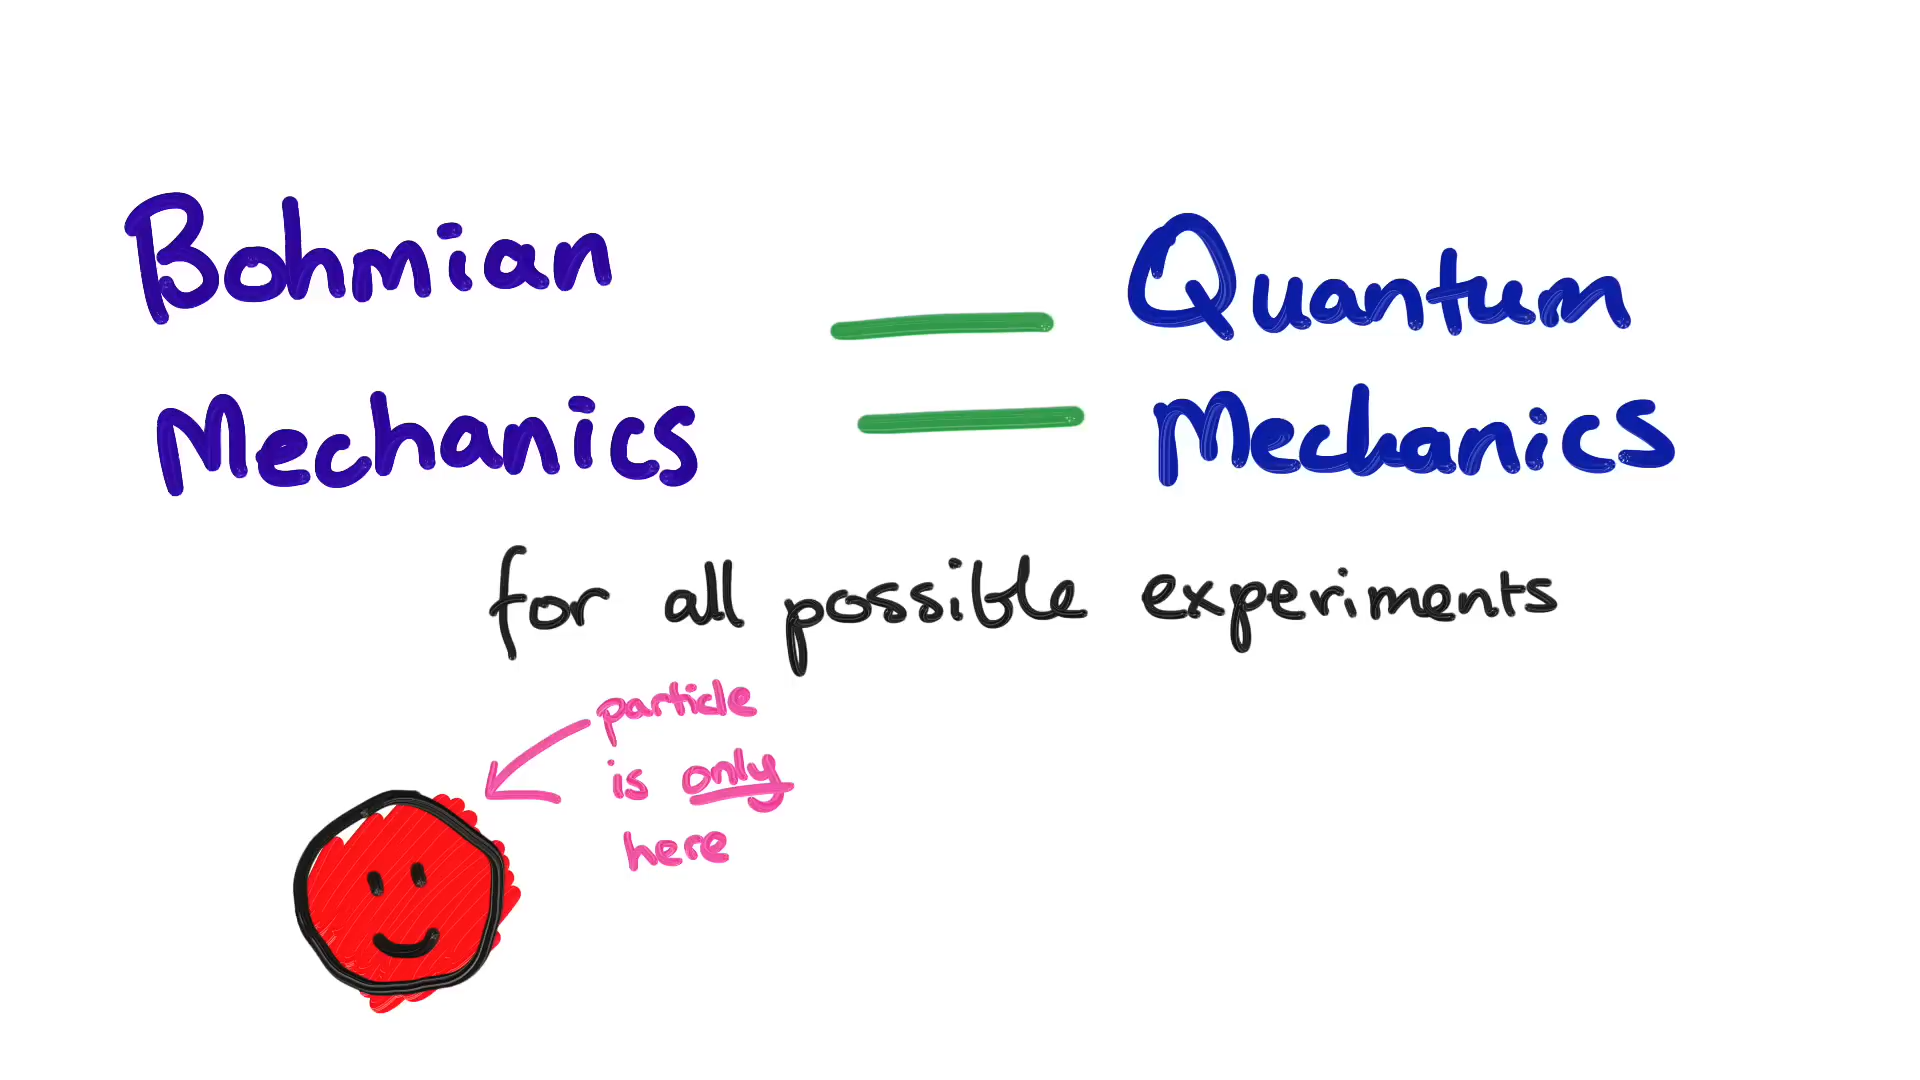 Bohmian
Mechanics
=
Quantum
Mechanics
for all possible experiments
particle
is only
here